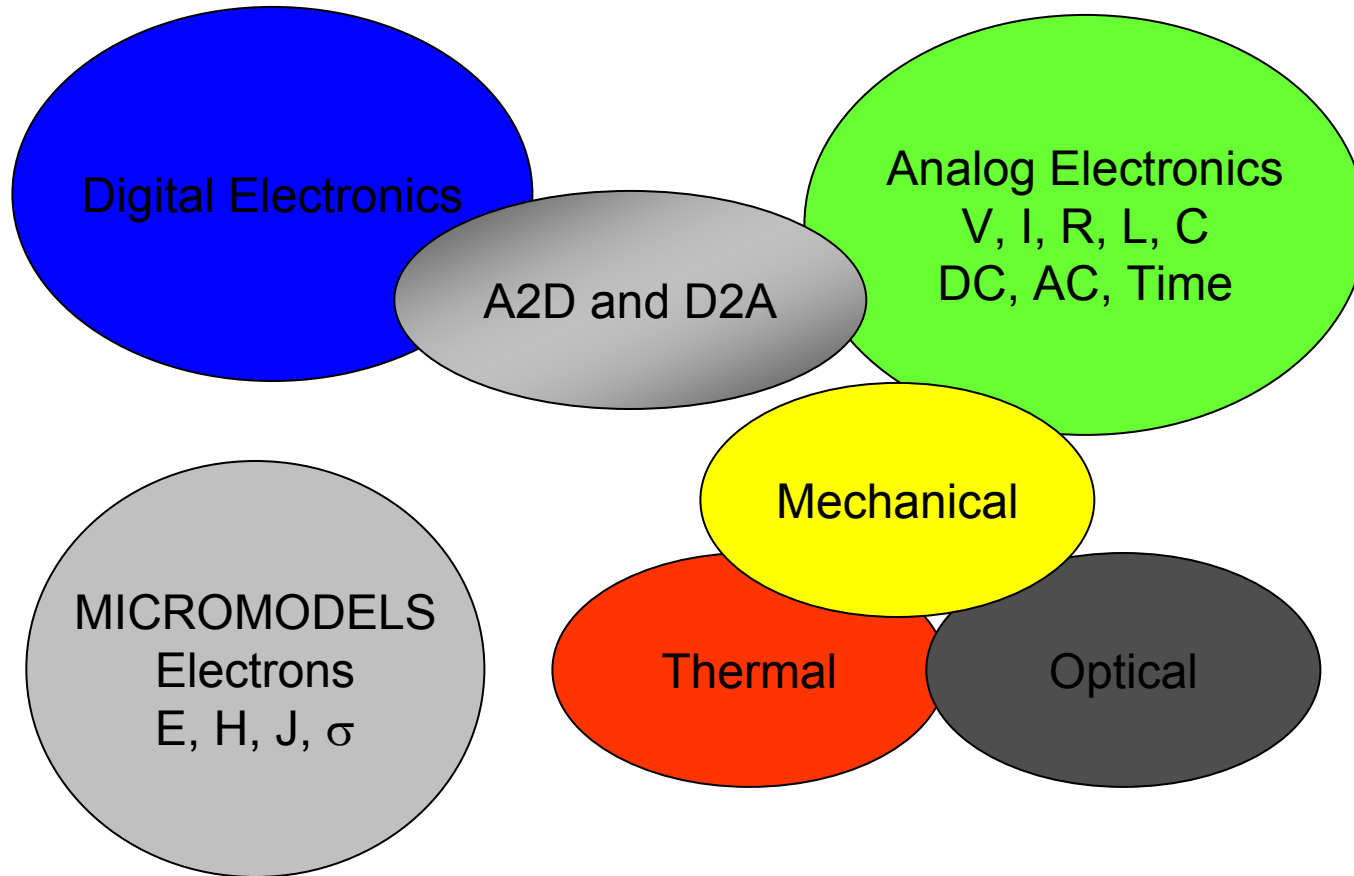 Digital Electronics
Analog Electronics
V, I, R, L, C
DC, AC, Time
A2D and D2A
Mechanical
MICROMODELS
Electrons
E, H, J, σ
Thermal
Optical